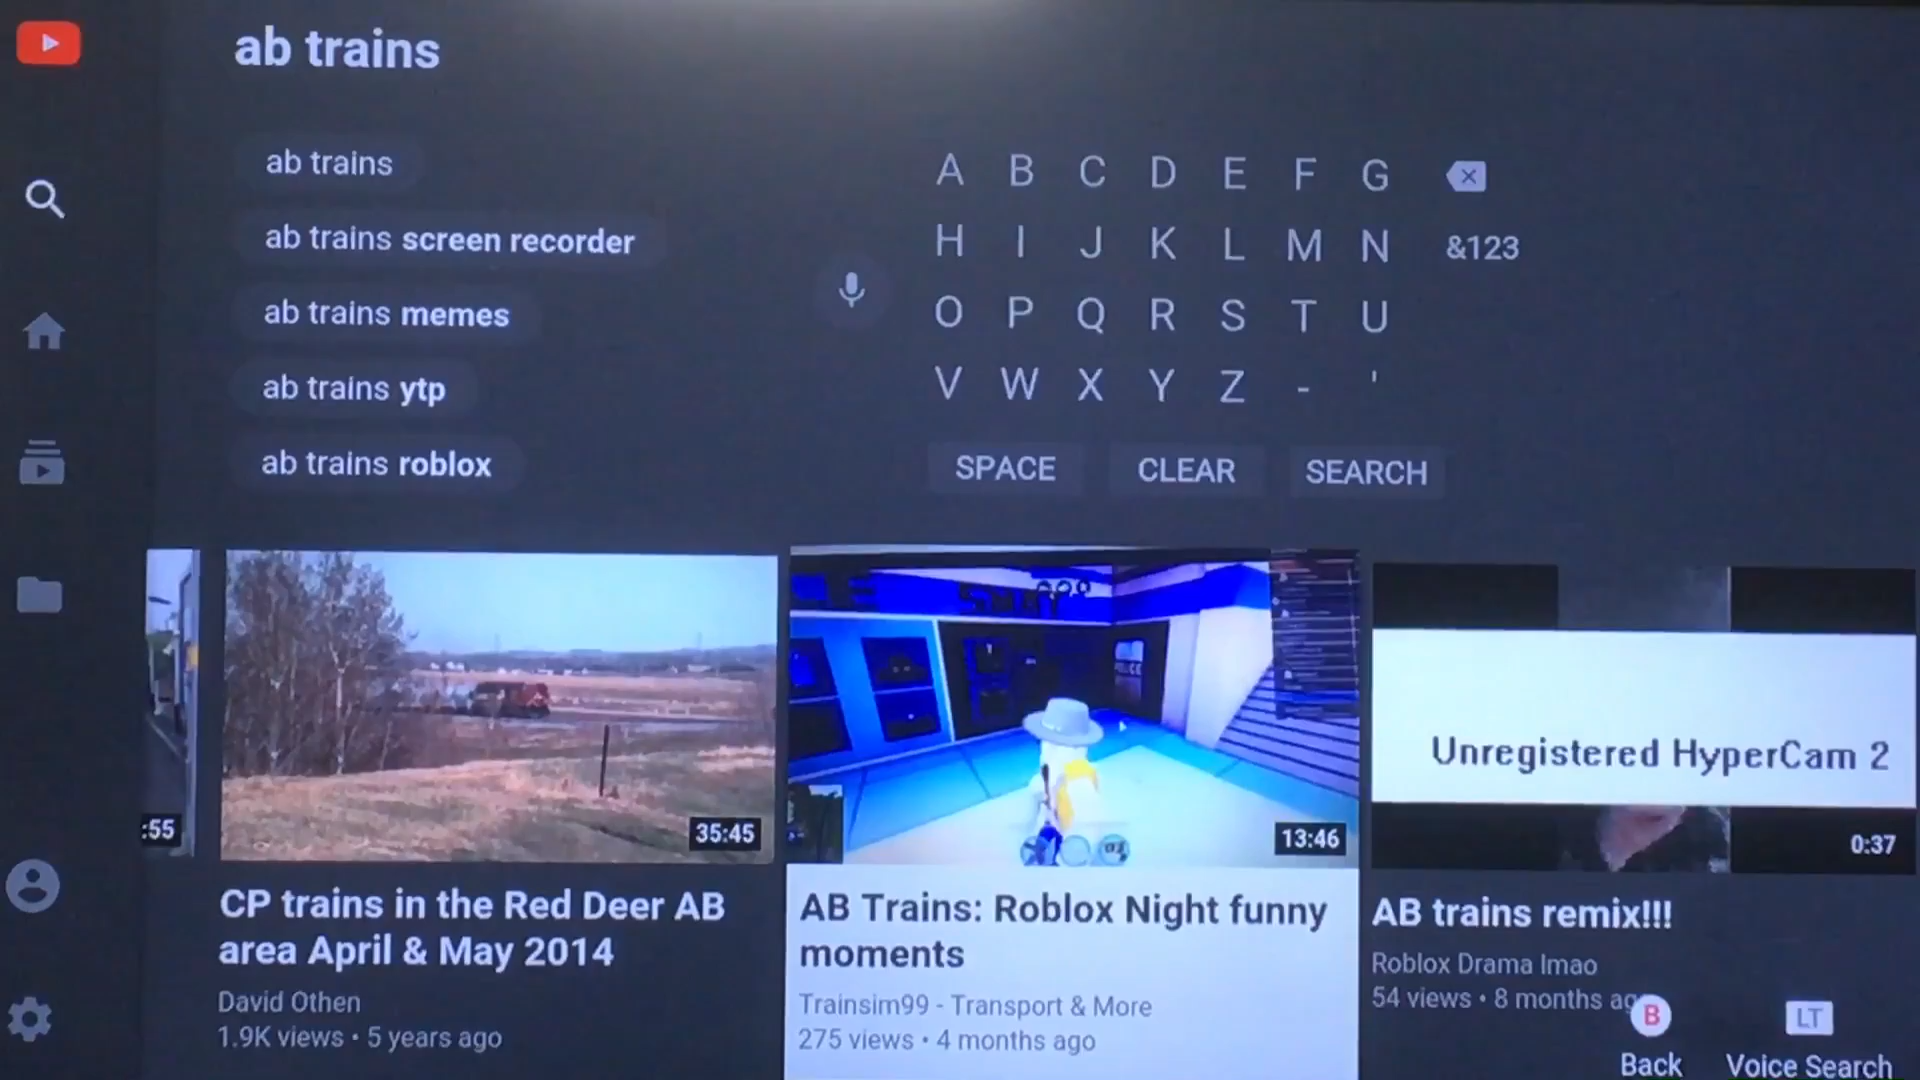 ab trains
ab trains
ab trains screen recorder
ab trains memes
ab trains ytp
ab trains roblox
A B C D E F G
H I J K L M N &123
O P Q R S T U
V W X Y Z - '
SPACE CLEAR SEARCH
:55
35:45
POLICE
13:46
Unregistered HyperCam 2
0:37
CP trains in the Red Deer AB
area April & May 2014
David Othen
1.9K views • 5 years ago
AB Trains: Roblox Night funny
moments
Trainsim99 - Transport & More
275 views • 4 months ago
AB trains remix!!!
Roblox Drama lmao
54 views • 8 months ag
B
Back
LT
Voice Search